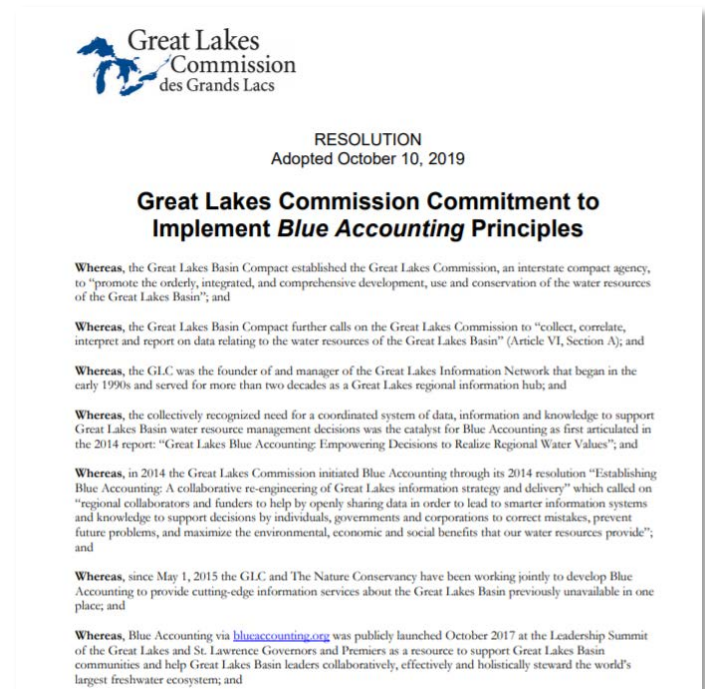 Great Lakes
Commission
des Grands Lacs
RESOLUTION
Adopted October 10, 2019
Great Lakes Commission Commitment to
Implement Blue Accounting Principles
Whereas, the Great Lakes Basin Compact established the Great Lakes Commission, an interstate compact agency,
to “promote the orderly, integrated, and comprehensive development, use and conservation of the water resources
of the Great Lakes Basin”; and
Whereas, the Great Lakes Basin Compact further calls on the Great Lakes Commission to “collect, correlate,
interpret and report on data relating to the water resources of the Great Lakes Basin” (Article VI, Section A); and
Whereas, the GLC was the founder of and manager of the Great Lakes Information Network that began in the
early 1990s and served for more than two decades as a Great Lakes regional information hub; and
Whereas, the collectively recognized need for a coordinated system of data, information and knowledge to support
Great Lakes Basin water resource management decisions was the catalyst for Blue Accounting as first articulated in
the 2014 report: “Great Lakes Blue Accounting: Empowering Decisions to Realize Regional Water Values”; and
Whereas, in 2014 the Great Lakes Commission initiated Blue Accounting through its 2014 resolution “Establishing
Blue Accounting: A collaborative re-engineering of Great Lakes information strategy and delivery” which called on
“regional collaborators and funders to help by openly sharing data in order to lead to smarter information systems
and knowledge to support decisions by individuals, governments and corporations to correct mistakes, prevent
future problems, and maximize the environmental, economic and social benefits that our water resources provide”;
and
Whereas, since May 1, 2015 the GLC and The Nature Conservancy have been working jointly to develop Blue
Accounting to provide cutting-edge information services about the Great Lakes Basin previously unavailable in one
place; and
Whereas, Blue Accounting via blueaccounting.org was publicly launched October 2017 at the Leadership Summit
of the Great Lakes and St. Lawrence Governors and Premiers as a resource to support Great Lakes Basin
communities and help Great Lakes Basin leaders collaboratively, effectively and holistically steward the world’s
largest freshwater ecosystem; and